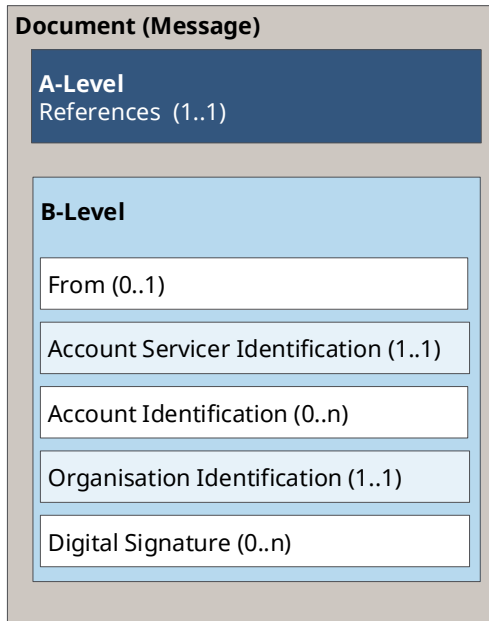 Document (Message)
A-Level
References (1..1)
B-Level
From (0..1)
Account Servicer Identification (1..1)
Account Identification (0..n)
Organisation Identification (1..1)
Digital Signature (0..n)